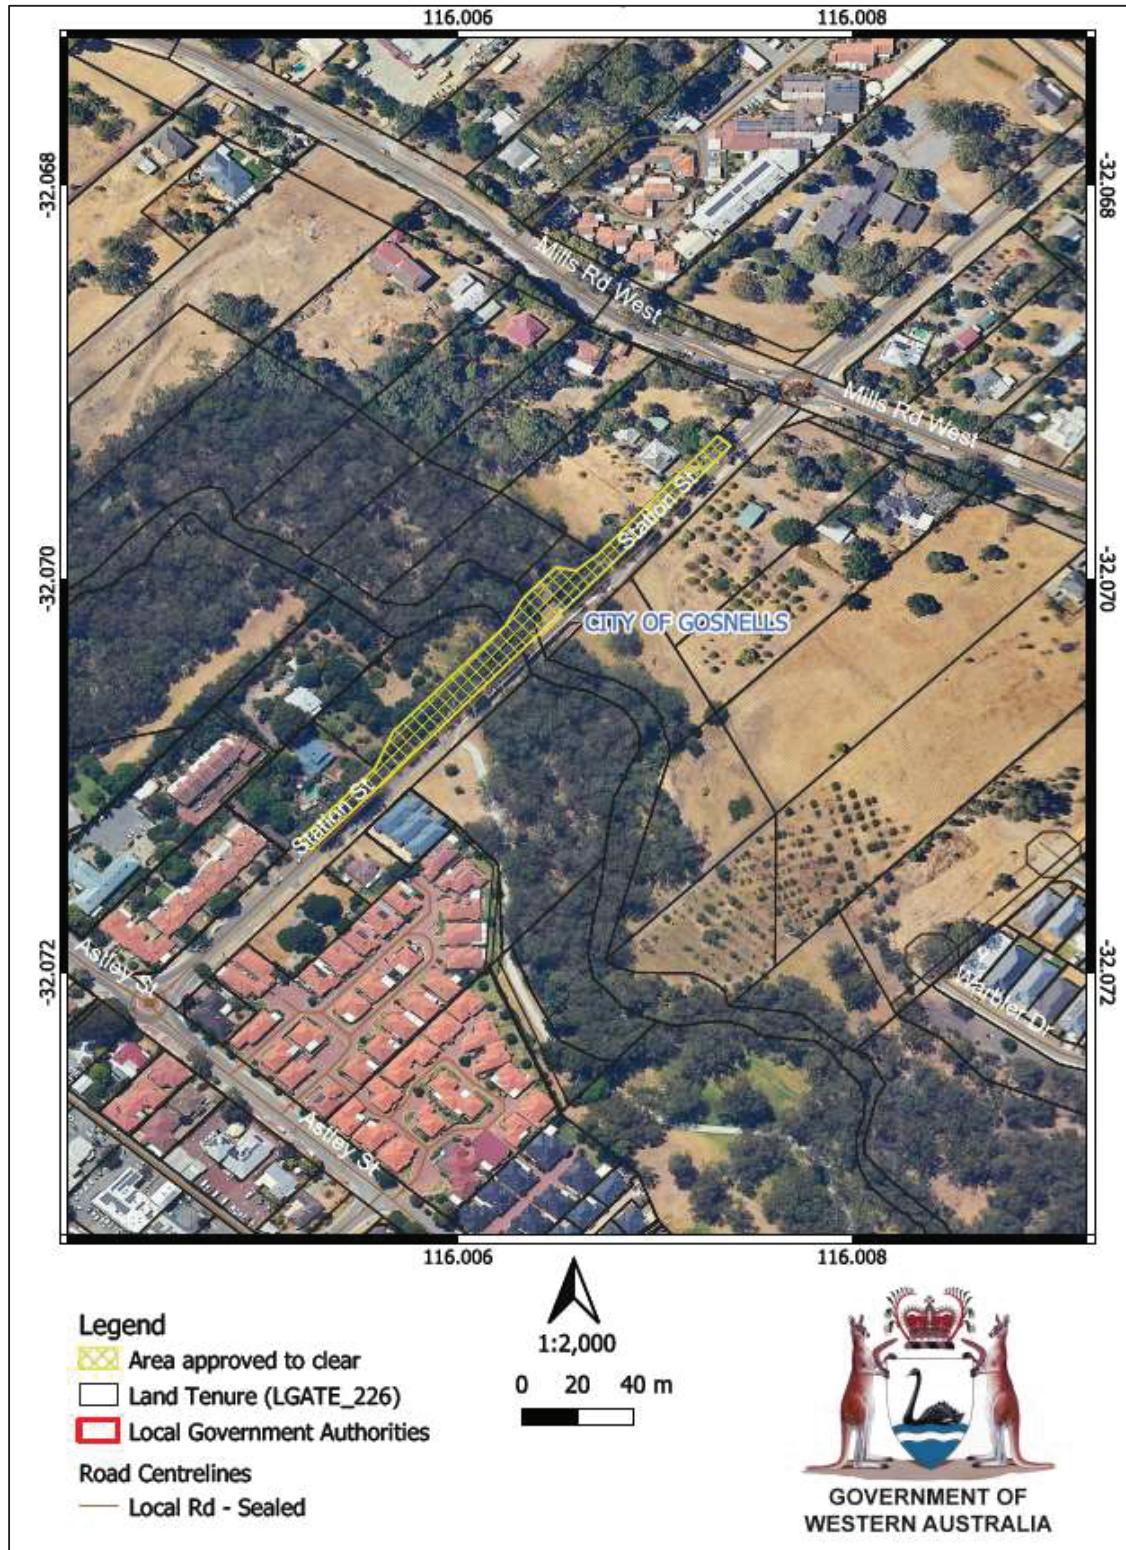 116.006
116.008
-32.068
-32.068
Mills Rd West
Mills Rd West
Station St
-32.070
-32.070
CITY OF GOSNELLS
Station St
Astley St
-32.072
-32.072
Warbler Dr
Astley St
116.006
116.008
Legend
Area approved to clear
Land Tenure (LGATE_226)
Local Government Authorities
Road Centrelines
Local Rd - Sealed
1:2,000
0 20 40 m
GOVERNMENT OF
WESTERN AUSTRALIA